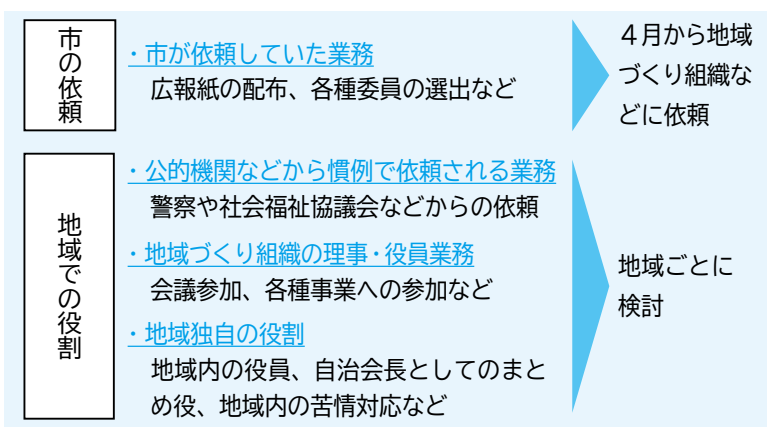 市の依頼
・市が依頼していた業務
広報紙の配布、各種委員の選出など
４月から地域
づくり組織な
どに依頼
地域での役割
・公的機関などから慣例で依頼される業務
警察や社会福祉協議会などからの依頼
・地域づくり組織の理事・役員業務
会議参加、各種事業への参加など
・地域独自の役割
地域内の役員、自治会長としてのまと
め役、地域内の苦情対応など
地域ごとに
検討